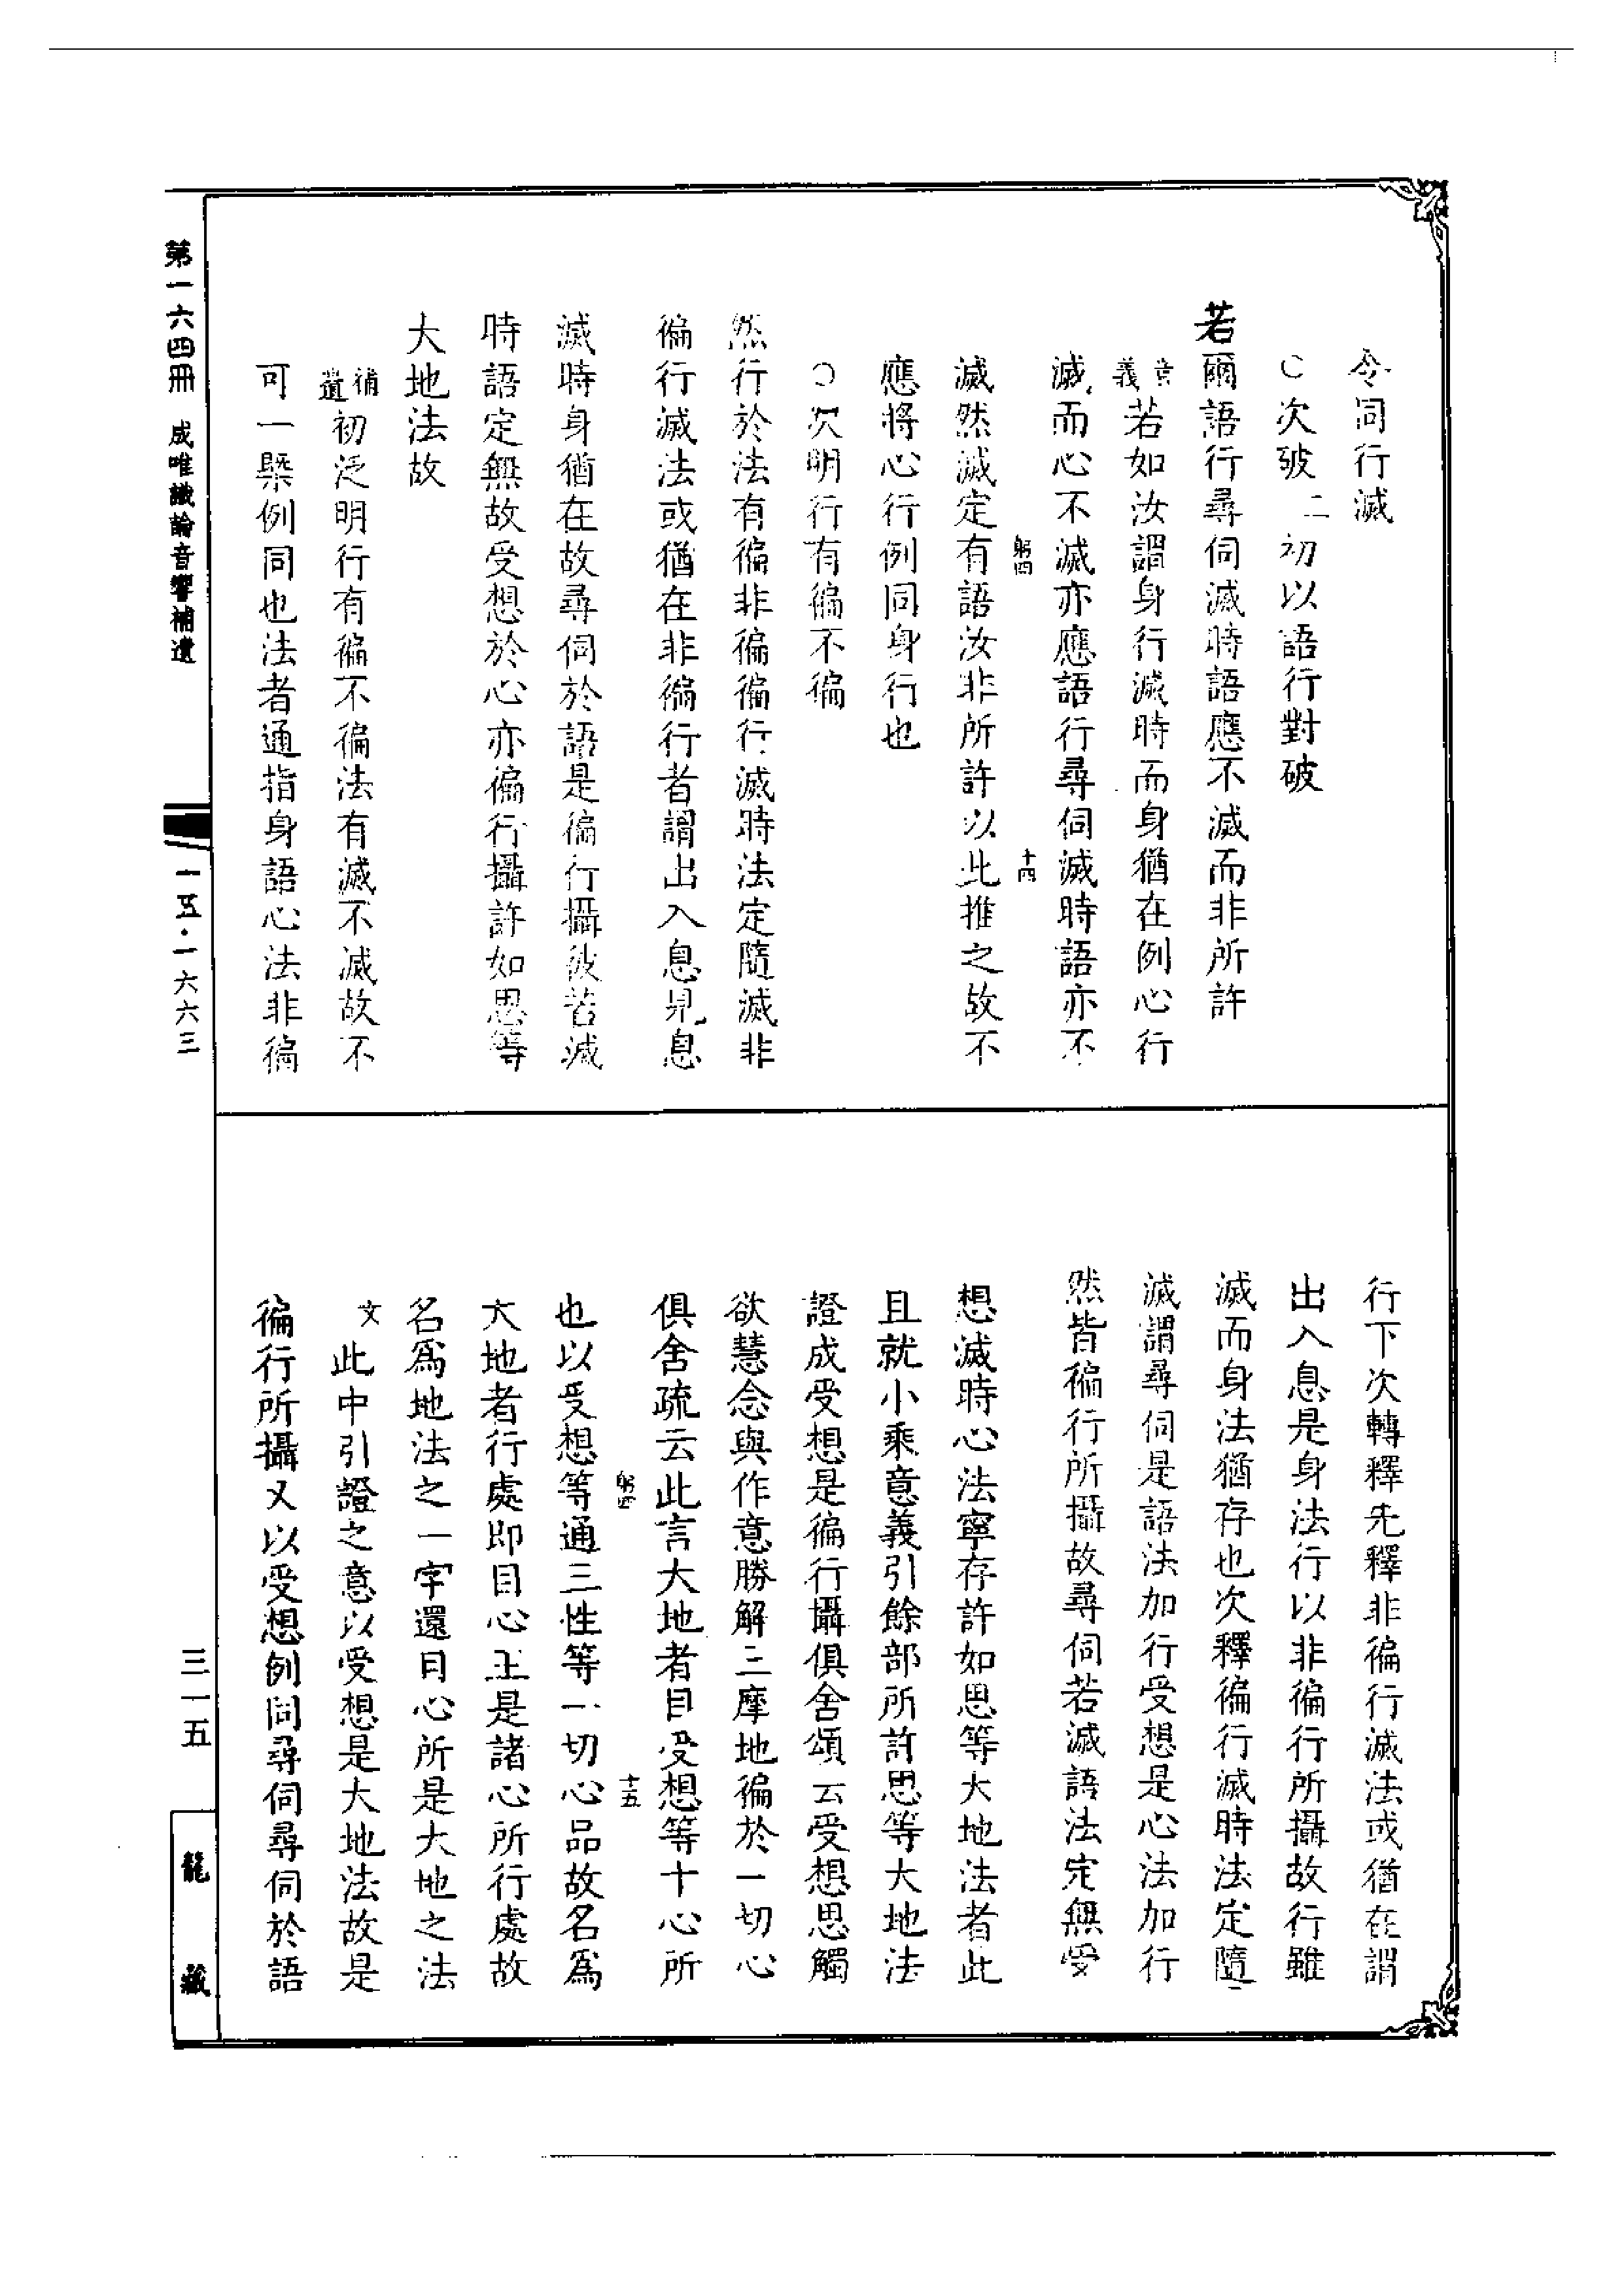 令同行滅
○次破二初以語行對破
若爾語行尋伺滅時語應不滅而非所許
音義若如汝謂身行滅時而身猶在例心行
滅而心不滅亦應語行尋伺滅時語亦不
躬四 十四
滅然滅定有語汝非所許以此推之故不
應將心行例同身行也
○次明行有徧不徧
然行於法有徧非徧徧行滅時法定隨滅非
徧行滅法或猶在非徧行者謂出入息見息
滅時身猶在故尋伺於語是徧行攝彼若滅
時語定無故受想於心亦徧行攝許如思等
大地法故
補遺初泛明行有徧不徧法有滅不滅故不
可一槩例同也法者通指身語心法非徧
行下次轉釋先釋非徧行滅法或猶在謂
出入息是身法行以非徧行所攝故行雖
滅而身法猶存也次釋徧行滅時法定隨
滅謂尋伺是語法加行受想是心法加行
然皆徧行所攝故尋伺若滅語法定無受
想滅時心法寧存許如思等大地法者此
且就小乘意義引餘部所許思等大地法
證成受想是徧行攝俱舍頌云受想思觸
欲慧念與作意勝解三摩地徧於一切心
俱舍疏云此言大地者目受想等十心所
躬四 十五
也以受想等通三性等一切心品故名爲
大地者行處即目心王是諸心所行處故
名爲地法之一字還目心所是大地之法
文此中引證之意以受想是大地法故是
徧行所攝又以受想例同尋伺尋伺於語
第一六四冊 成唯識論音響補遺
一五·一六六三
三一五
龍藏